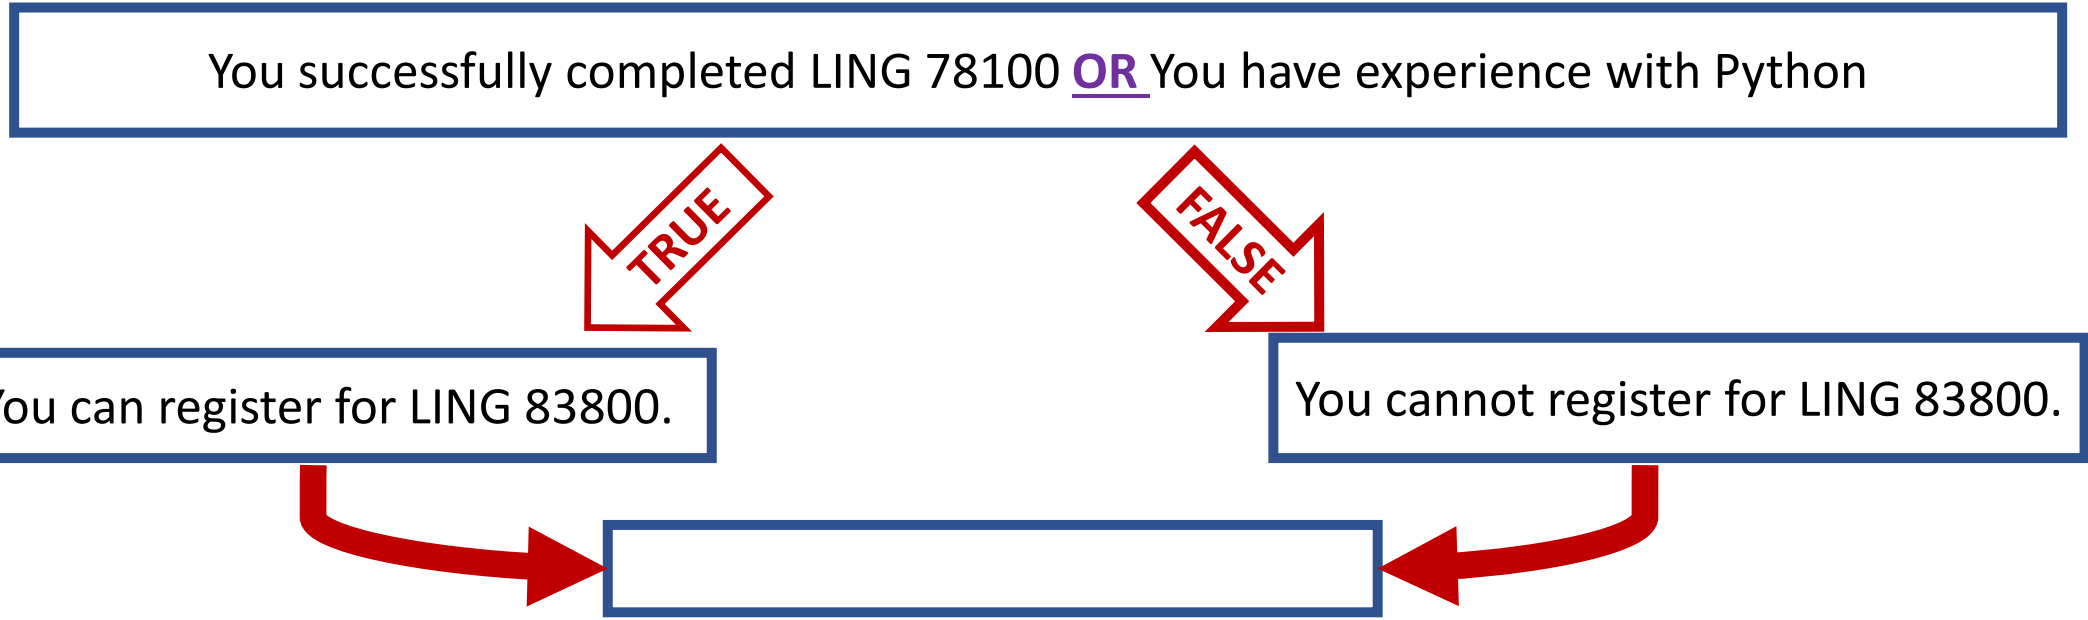 You successfully completed LING 78100 OR You have experience with Python
TRUE
FALSE
You can register for LING 83800.
You cannot register for LING 83800.